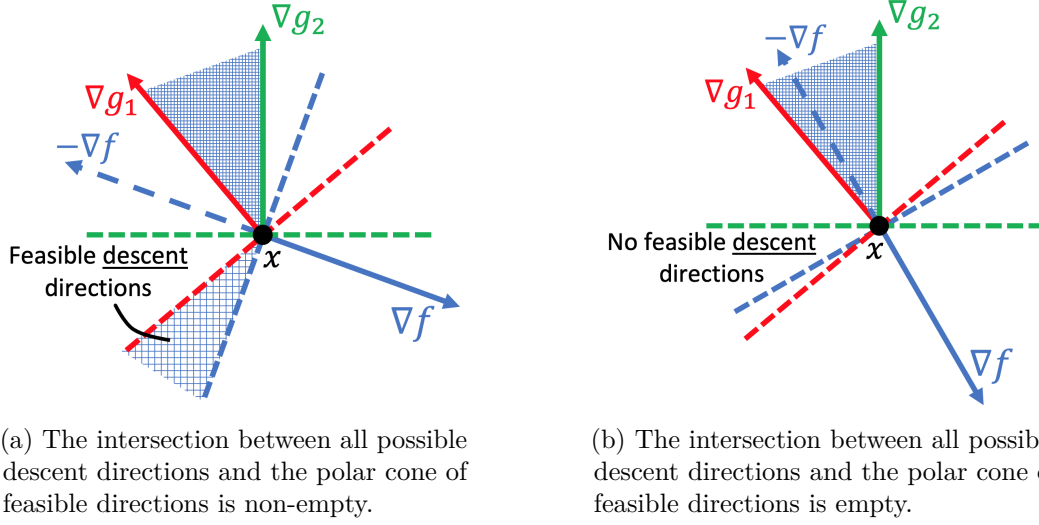 ∇g₂
∇g₁
−∇f
Feasible descent
directions
x
∇f
(a) The intersection between all possible
descent directions and the polar cone of
feasible directions is non-empty.
∇g₂
−∇f
∇g₁
No feasible descent
directions
x
∇f
(b) The intersection between all possib
descent directions and the polar cone
feasible directions is empty.